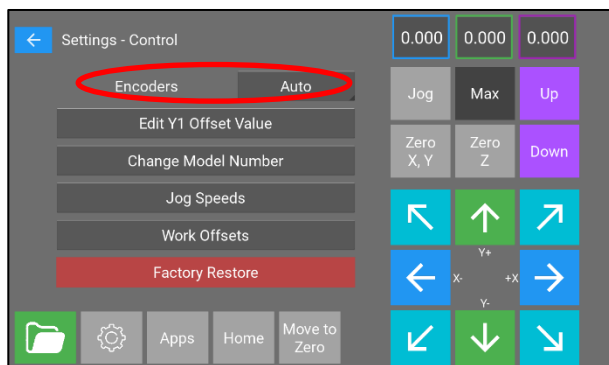 Settings - Control
0.000 0.000 0.000
Encoders Auto
Jog Max Up
Edit Y1 Offset Value
Change Model Number
Zero X, Y
Zero Z
Down
Jog Speeds
Work Offsets
Factory Restore
Y+
X- +X
Y-
Apps Home
Move to
Zero